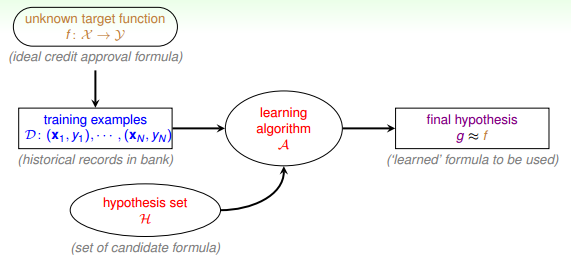 unknown target function
f: 𝒳 → 𝒴
(ideal credit approval formula)
training examples
𝒟: (x₁, y₁), ⋯ , (x_N, y_N)
(historical records in bank)
learning
algorithm
𝒜
final hypothesis
g ≈ f
('learned' formula to be used)
hypothesis set
ℋ
(set of candidate formula)